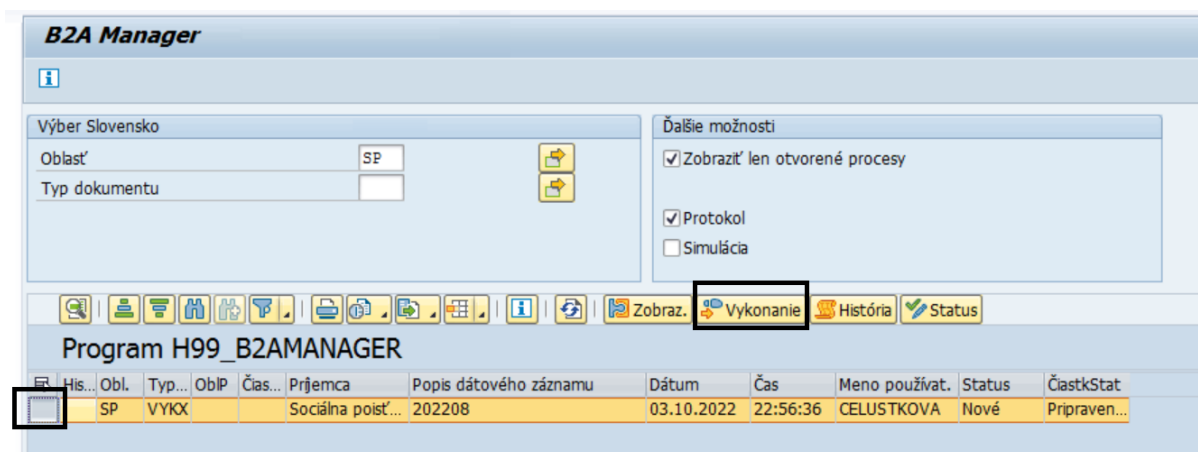 B2A Manager
Výber Slovensko
Oblasť SP
Typ dokumentu
Ďalšie možnosti
Zobraziť len otvorené procesy
Protokol
Simulácia
Zobraz. Vykonanie História Status
Program H99_B2AMANAGER
His... Obl. Typ... OblP Čias... Príjemca Popis dátového záznamu Dátum Čas Meno používat. Status ČiastkStat
SP VYKX Sociálna poisť... 202208 03.10.2022 22:56:36 CELUSTKOVA Nové Pripraven...